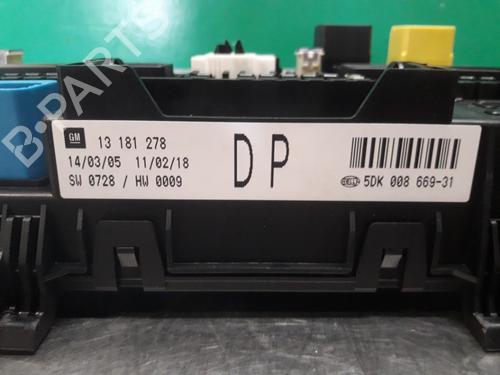 B-PARTS
GM 13 181 278
14/03/05 11/02/18
SW 0728 / HW 0009
DP
HELLA 5DK 008 669-31